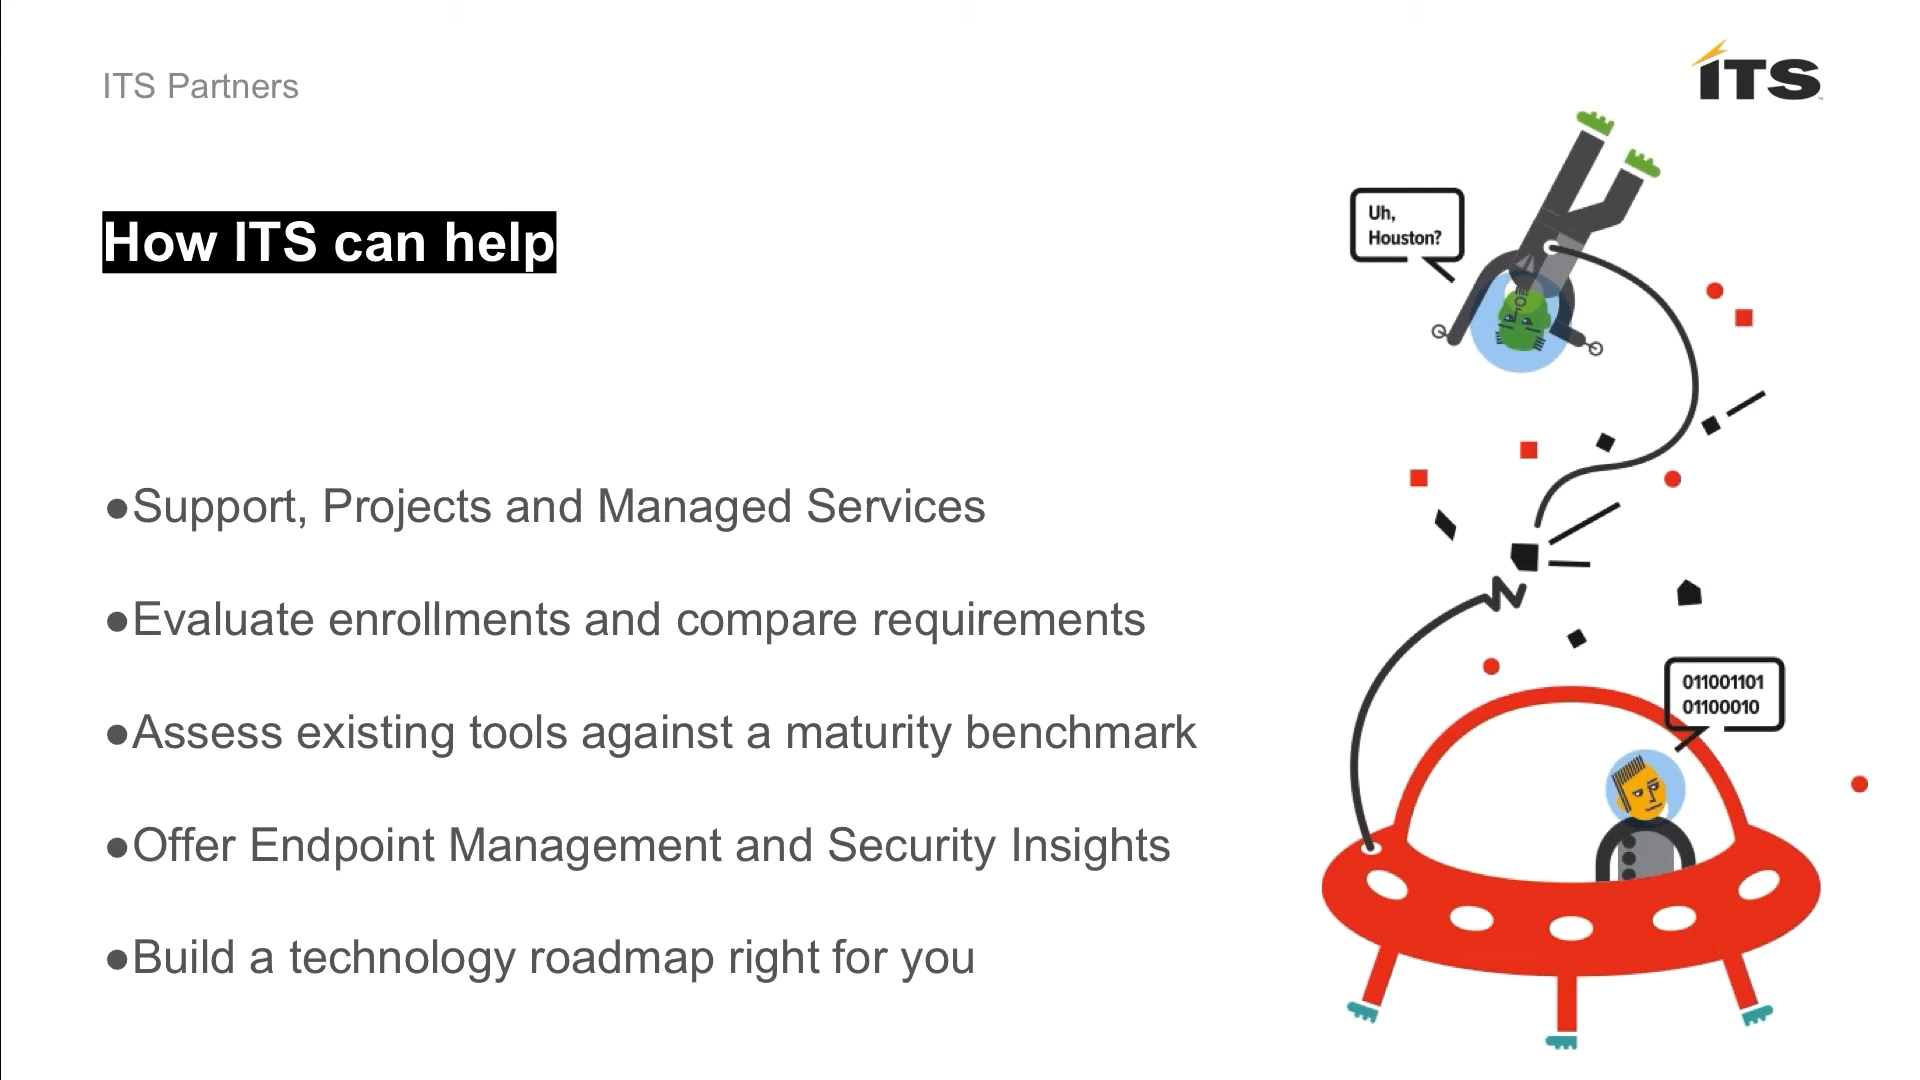 ITS Partners
ITS
How ITS can help
Uh,
Houston?
●Support, Projects and Managed Services
●Evaluate enrollments and compare requirements
●Assess existing tools against a maturity benchmark
●Offer Endpoint Management and Security Insights
●Build a technology roadmap right for you
011001101
01100010